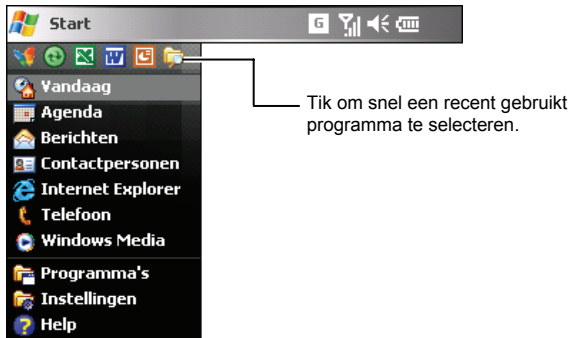 Start
G
Vandaag
Agenda
Berichten
Contactpersonen
Internet Explorer
Telefoon
Windows Media
Programma's
Instellingen
Help
Tik om snel een recent gebruikt
programma te selecteren.